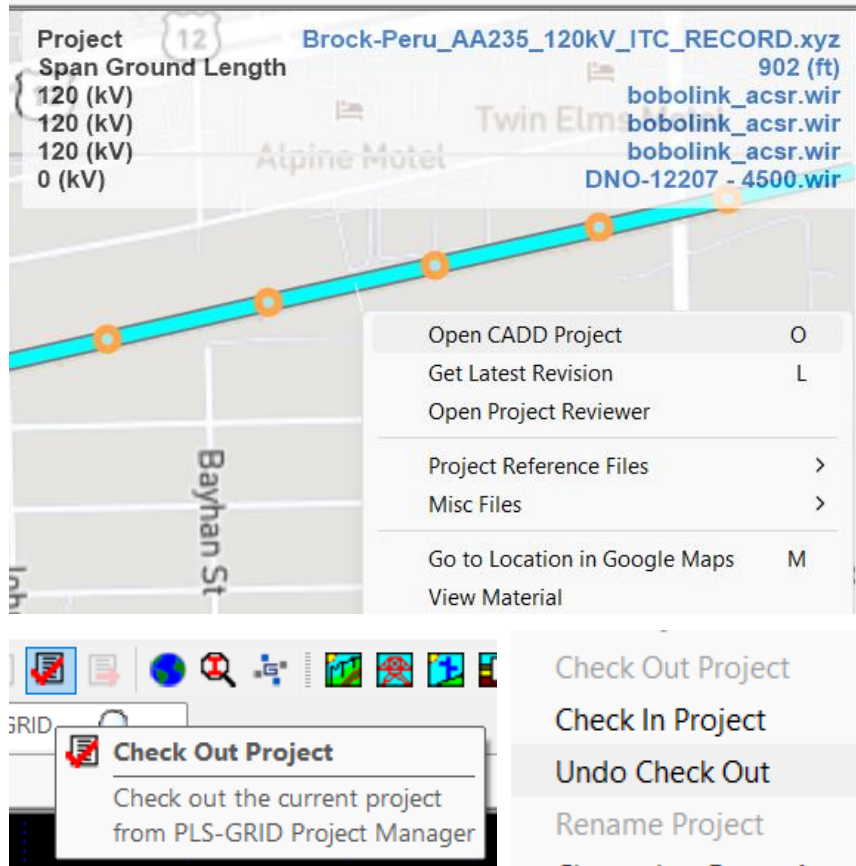 Project Brock-Peru_AA235_120kV_ITC_RECORD.xyz
12
Span Ground Length 902 (ft)
120 (kV) bobolink_acsr.wir
120 (kV) bobolink_acsr.wir
120 (kV) bobolink_acsr.wir
0 (kV) DNO-12207 - 4500.wir
12
Twin Elms Motel
Alpine Motel
Bayhan St
Open CADD Project O
Get Latest Revision L
Open Project Reviewer
Project Reference Files
Misc Files
Go to Location in Google Maps M
View Material
GRID
Check Out Project
Check out the current project
from PLS-GRID Project Manager
Check Out Project
Check In Project
Undo Check Out
Rename Project